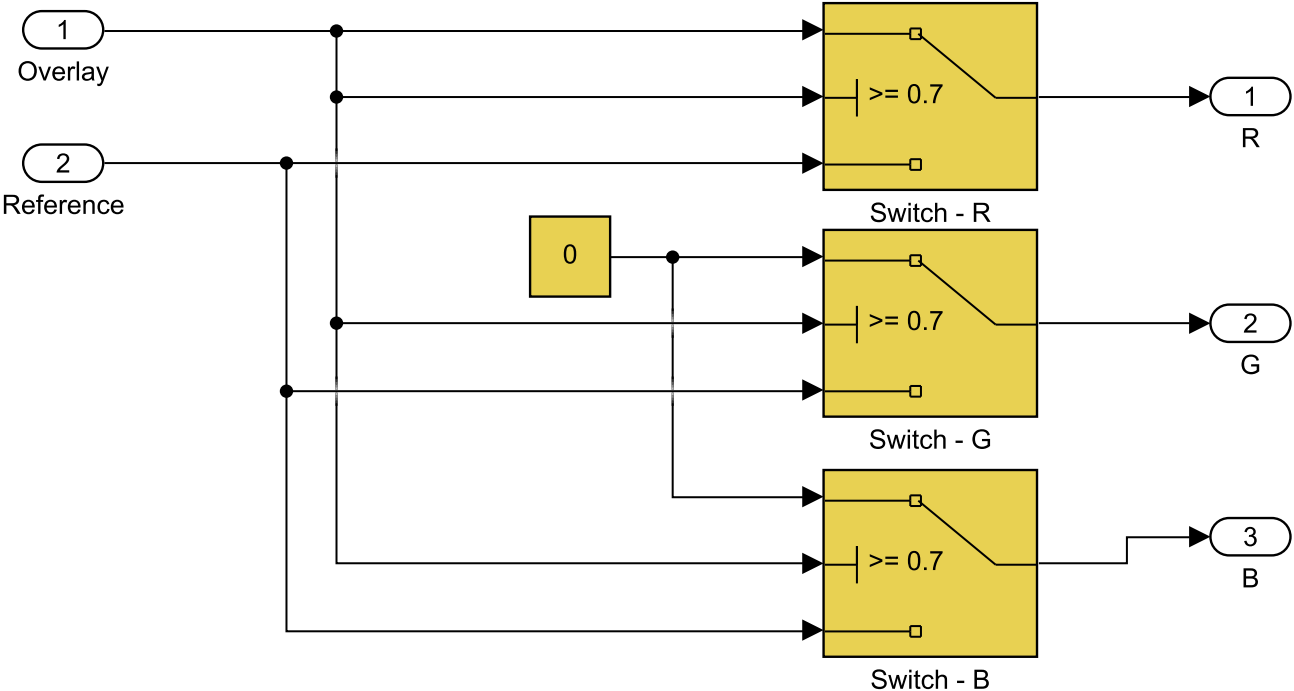 1
Overlay
2
Reference
>= 0.7
Switch - R
1
R
0
>= 0.7
Switch - G
2
G
>= 0.7
Switch - B
3
B